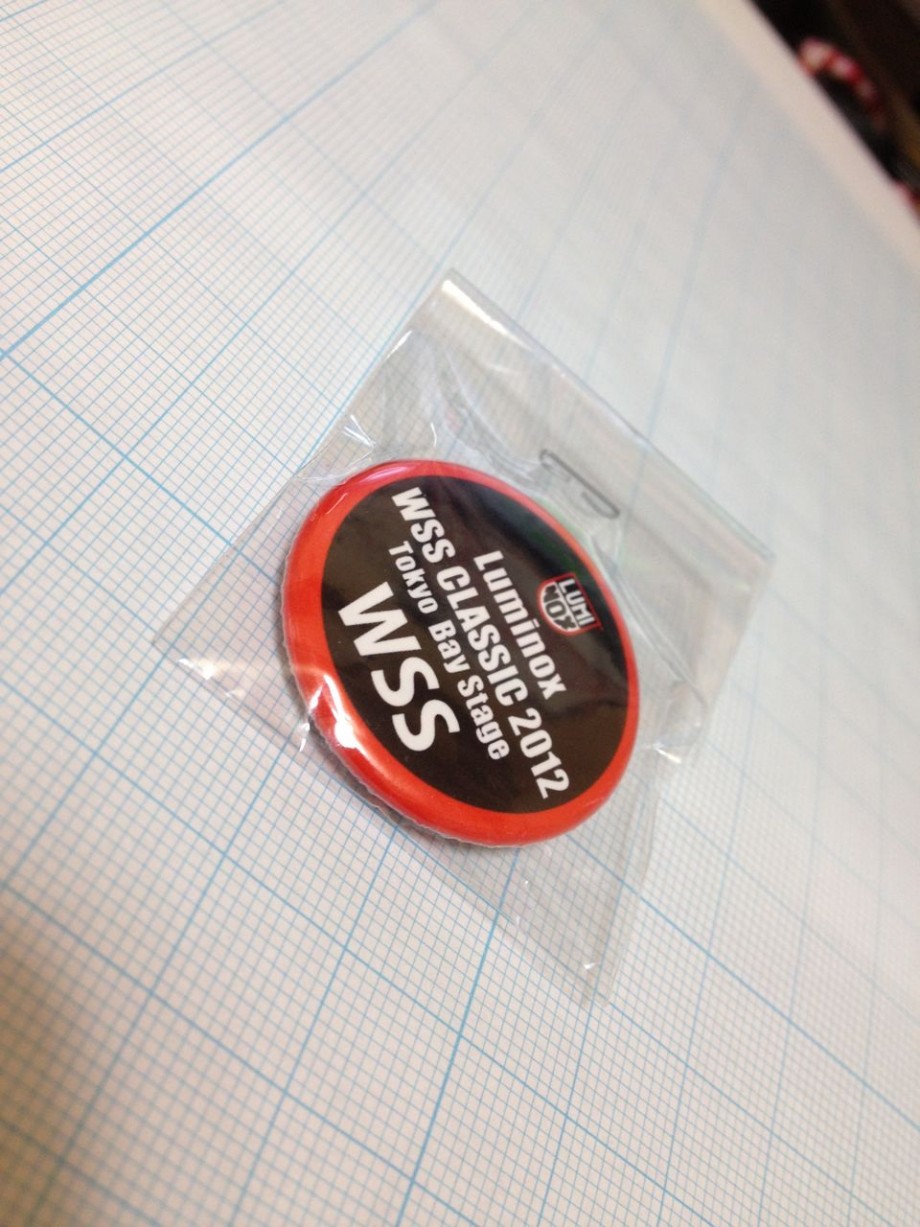 LUMI
NOX
Luminox
WSS CLASSIC 2012
Tokyo Bay Stage
WSS